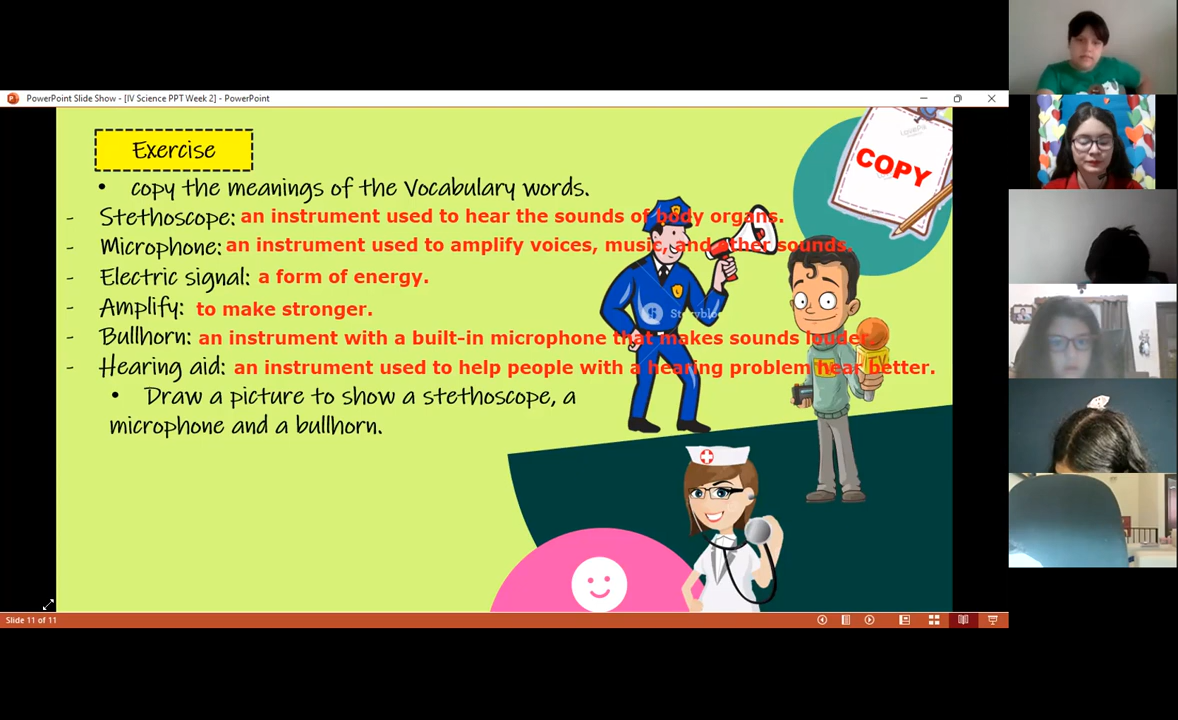 PowerPoint Slide Show - [IV Science PPT Week 2] - PowerPoint
Exercise
COPY
• copy the meanings of the Vocabulary words.
- Stethoscope: an instrument used to hear the sounds of body organs.
- Microphone: an instrument used to amplify voices, music, and other sounds.
- Electric signal: a form of energy.
- Amplify: to make stronger.
- Bullhorn: an instrument with a built-in microphone that makes sounds louder.
- Hearing aid: an instrument used to help people with a hearing problem hear better.
• Draw a picture to show a stethoscope, a
microphone and a bullhorn.
Slide 11 of 11